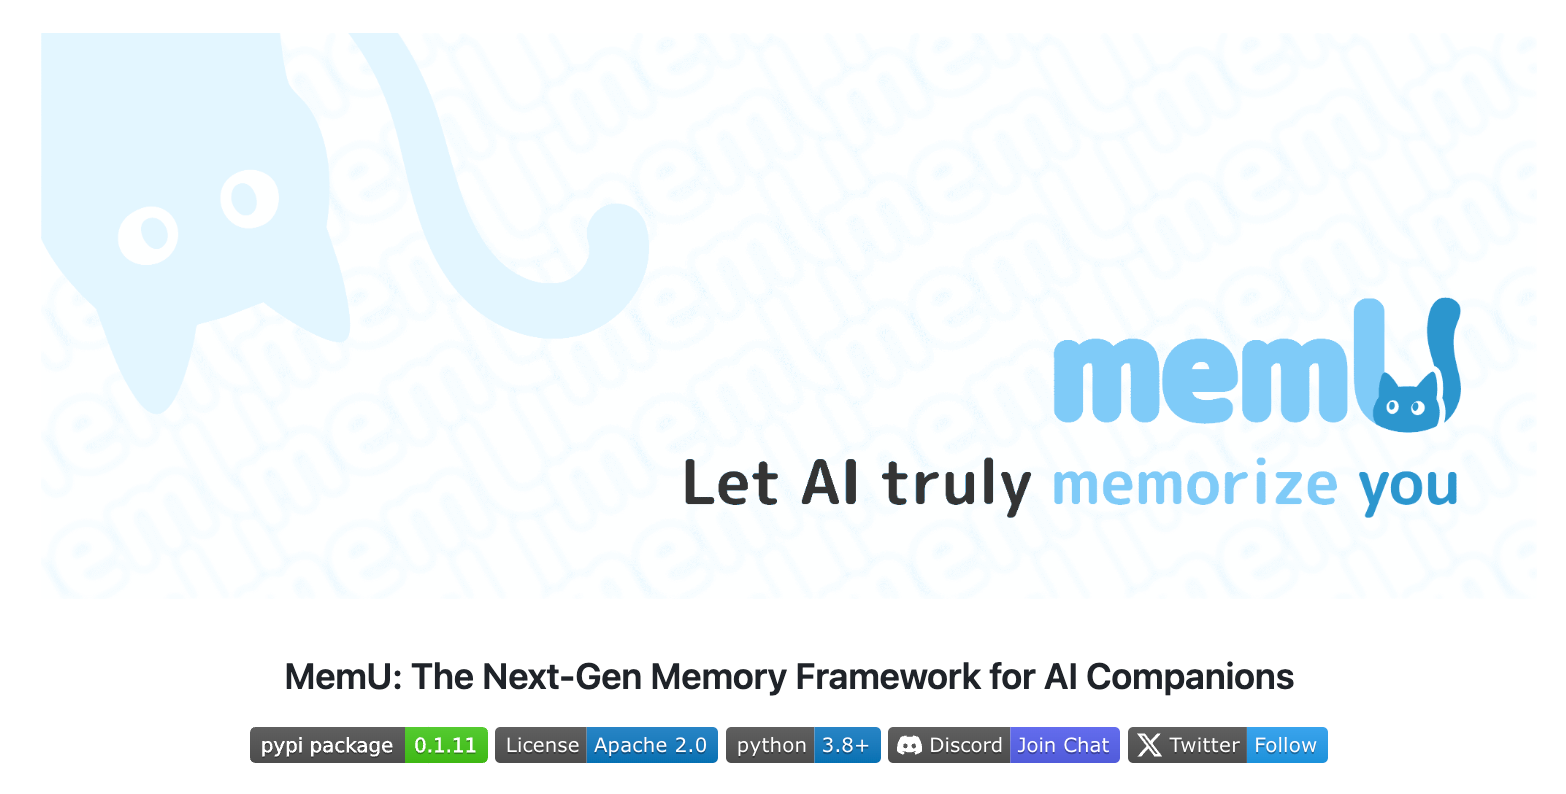 memU
Let AI truly memorize you
MemU: The Next-Gen Memory Framework for AI Companions
pypi package 0.1.11 License Apache 2.0 python 3.8+ Discord Join Chat Twitter Follow